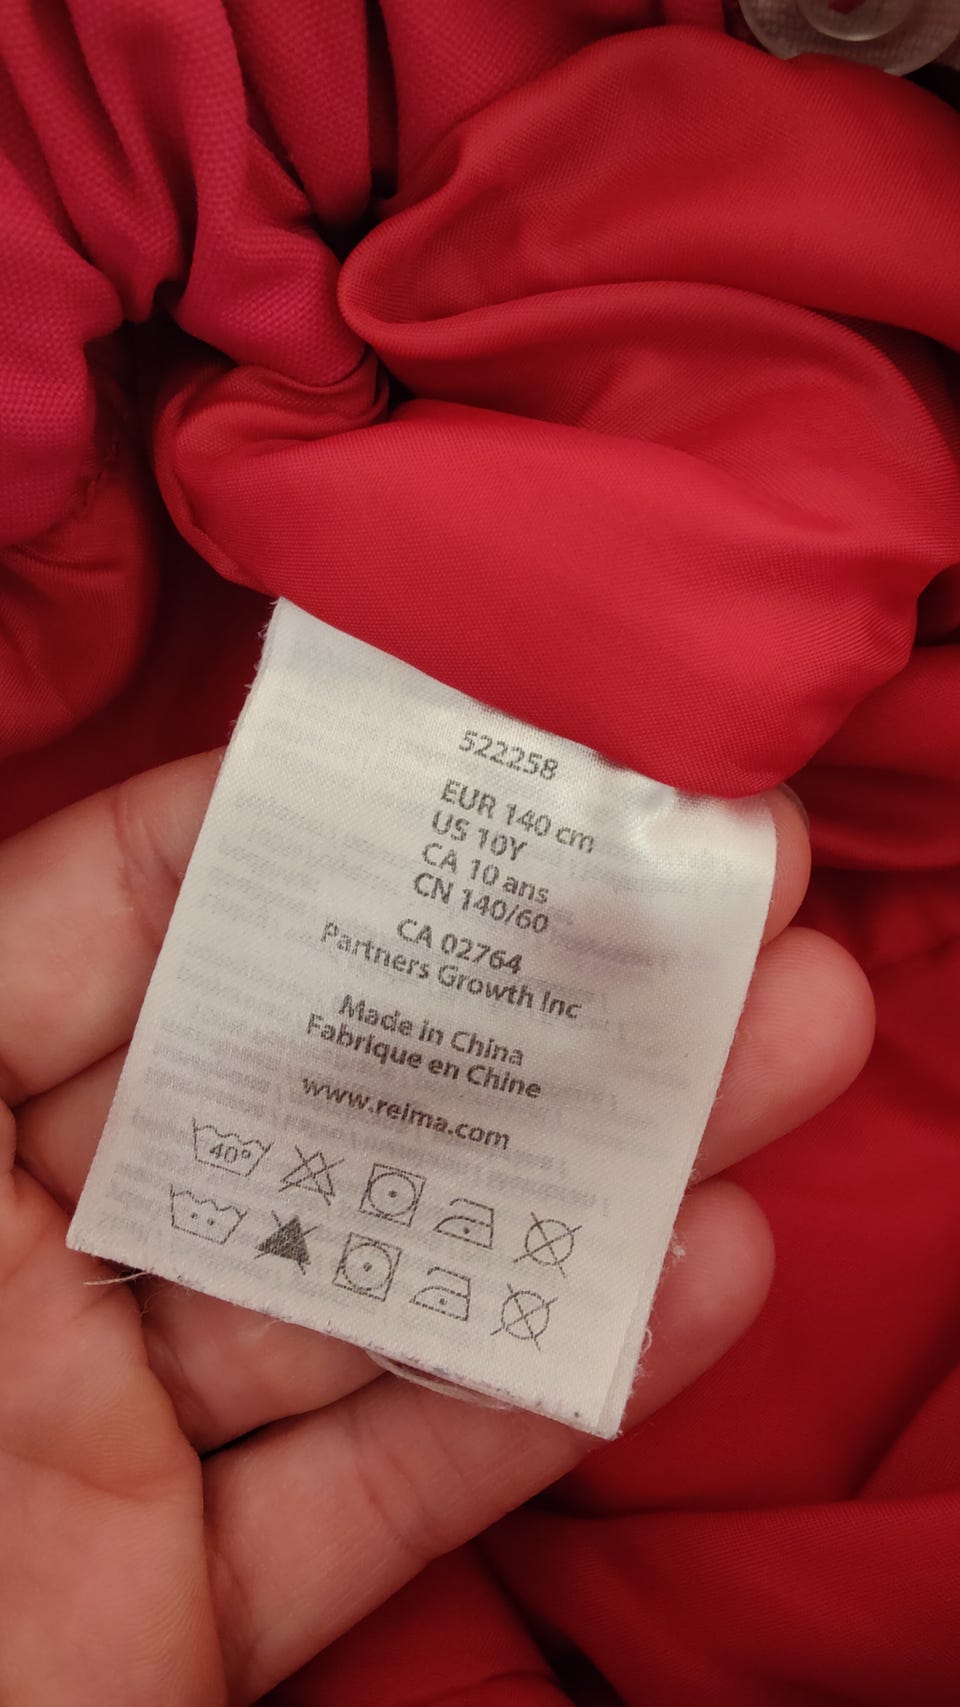 522258
EUR 140 cm
US 10Y
CA 10 ans
CN 140/60
CA 02764
Partners Growth Inc
Made in China
Fabrique en Chine
www.reima.com
40°